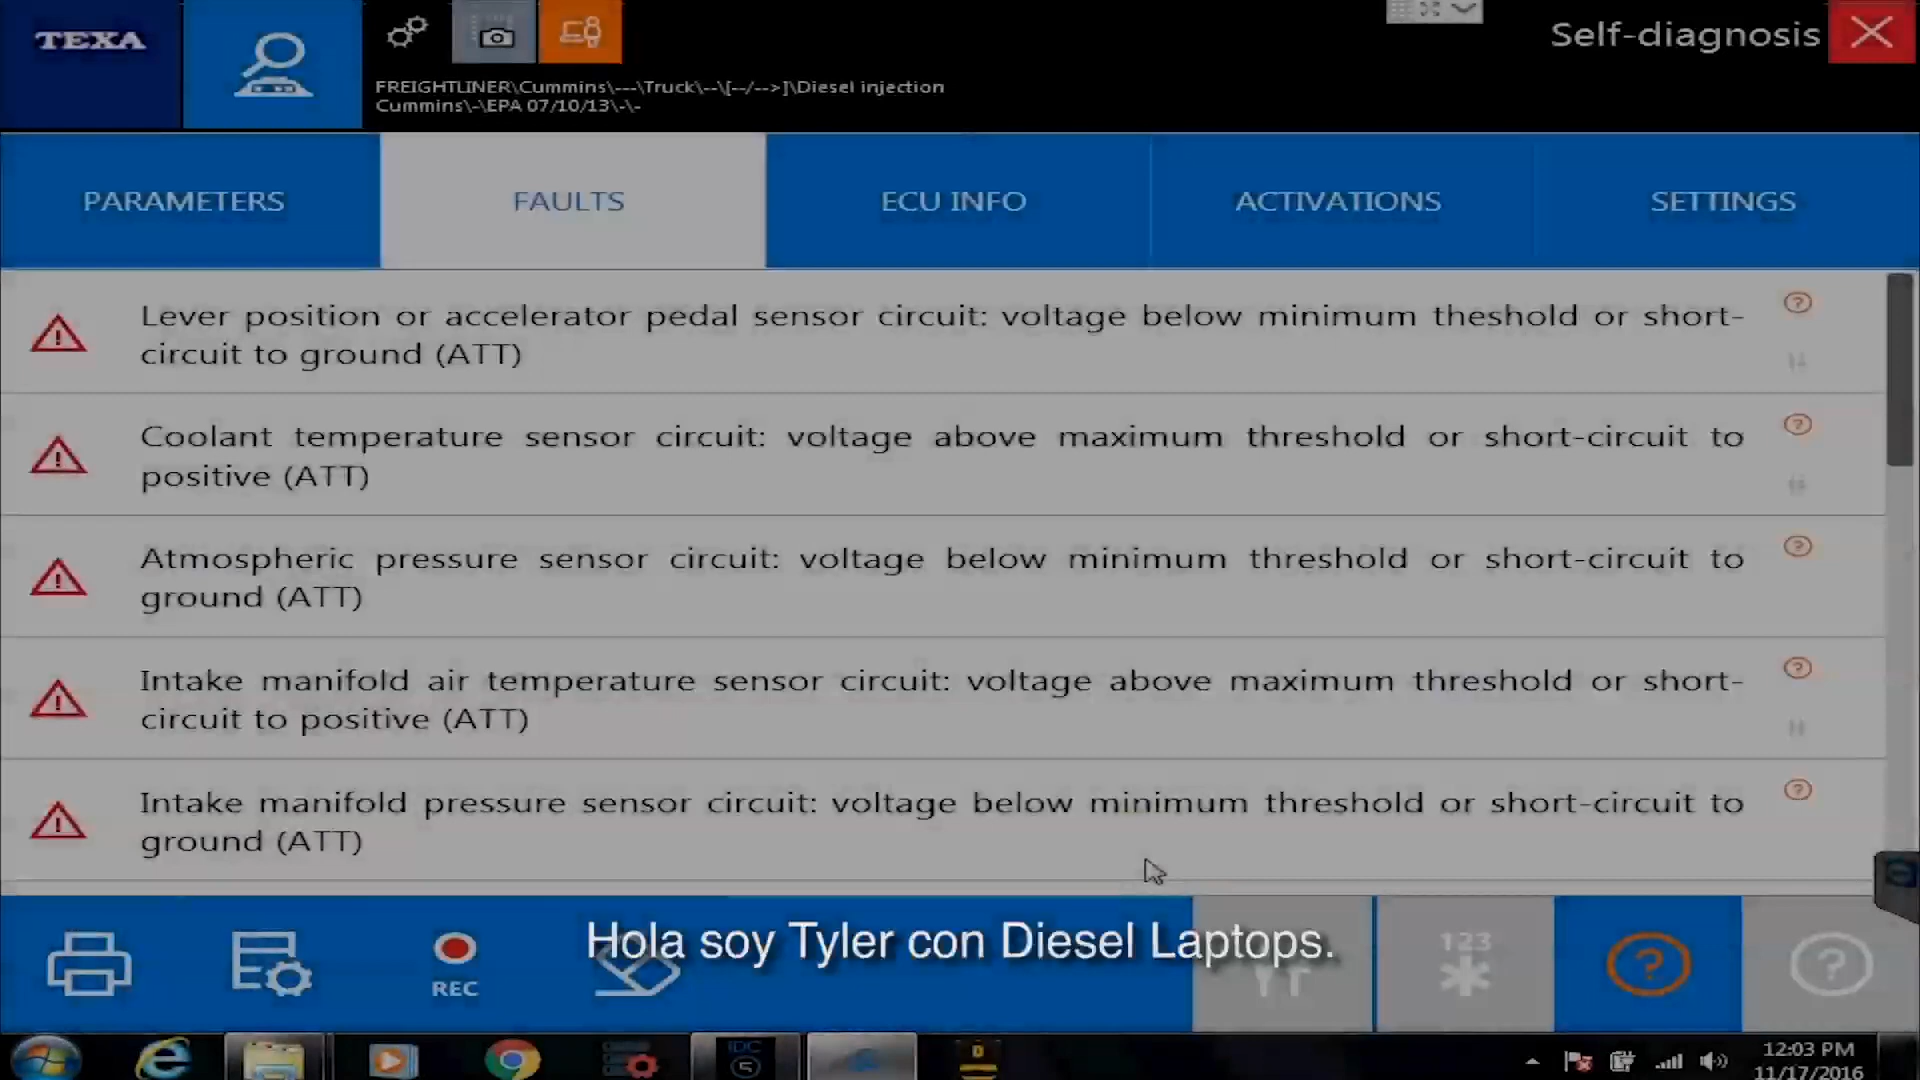 TEXA
Self-diagnosis
FREIGHTLINER\Cummins\---\Truck\--\[--/-->]\Diesel injection
Cummins\-\EPA 07/10/13\-\-
PARAMETERS
FAULTS
ECU INFO
ACTIVATIONS
SETTINGS
Lever position or accelerator pedal sensor circuit: voltage below minimum theshold or short-
circuit to ground (ATT)
Coolant temperature sensor circuit: voltage above maximum threshold or short-circuit to
positive (ATT)
Atmospheric pressure sensor circuit: voltage below minimum threshold or short-circuit to
ground (ATT)
Intake manifold air temperature sensor circuit: voltage above maximum threshold or short-
circuit to positive (ATT)
Intake manifold pressure sensor circuit: voltage below minimum threshold or short-circuit to
ground (ATT)
REC
Hola soy Tyler con Diesel Laptops.
123
IDC
5
D
12:03 PM
11/17/2016